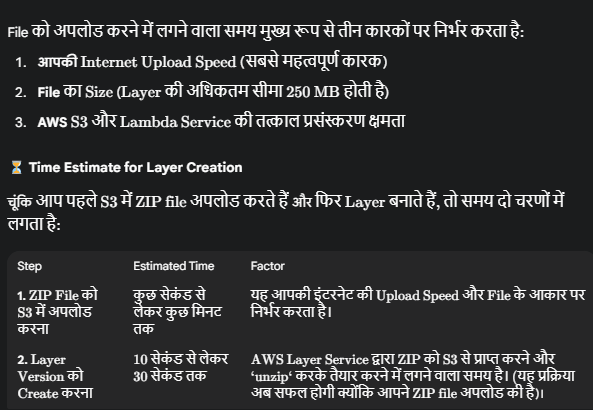 File को अपलोड करने में लगने वाला समय मुख्य रूप से तीन कारकों पर निर्भर करता है:
1. आपकी Internet Upload Speed (सबसे महत्वपूर्ण कारक)
2. File का Size (Layer की अधिकतम सीमा 250 MB होती है)
3. AWS S3 और Lambda Service की तत्काल प्रसंस्करण क्षमता
⏳ Time Estimate for Layer Creation
चूंकि आप पहले S3 में ZIP file अपलोड करते हैं और फिर Layer बनाते हैं, तो समय दो चरणों में
लगता है:
Step Estimated Time Factor
1. ZIP File को
S3 में अपलोड
करना
कुछ सेकंड से
लेकर कुछ मिनट
तक
यह आपकी इंटरनेट की Upload Speed और File के आकार पर
निर्भर करता है।
2. Layer
Version को
Create करना
10 सेकंड से लेकर
30 सेकंड तक
AWS Layer Service द्वारा ZIP को S3 से प्राप्त करने और
'unzip' करके तैयार करने में लगने वाला समय है। (यह प्रक्रिया
अब सफल होगी क्योंकि आपने ZIP file अपलोड की है)।